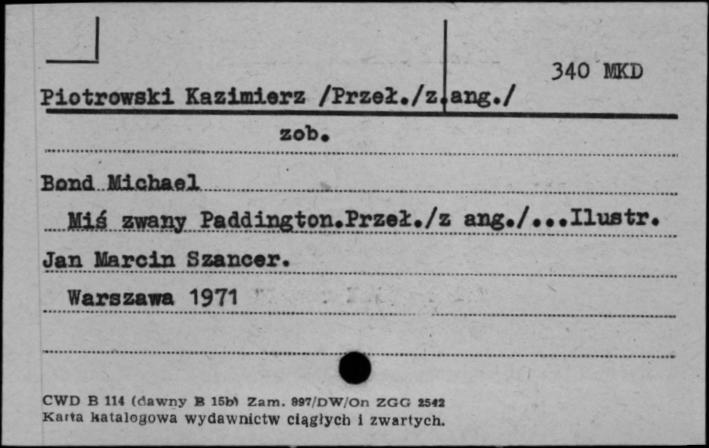 340 MKD
Piotrowski Kazimierz /Przeł./z.ang./
zob.
Bond Michael
Miś zwany Paddington.Przeł./z ang./...Ilustr.
Jan Marcin Szancer.
Warszawa 1971
CWD B 114 (dawny B 15b) Zam. 897/DW/On ZGG 2542
Karta katalogowa wydawnictw ciągłych i zwartych.